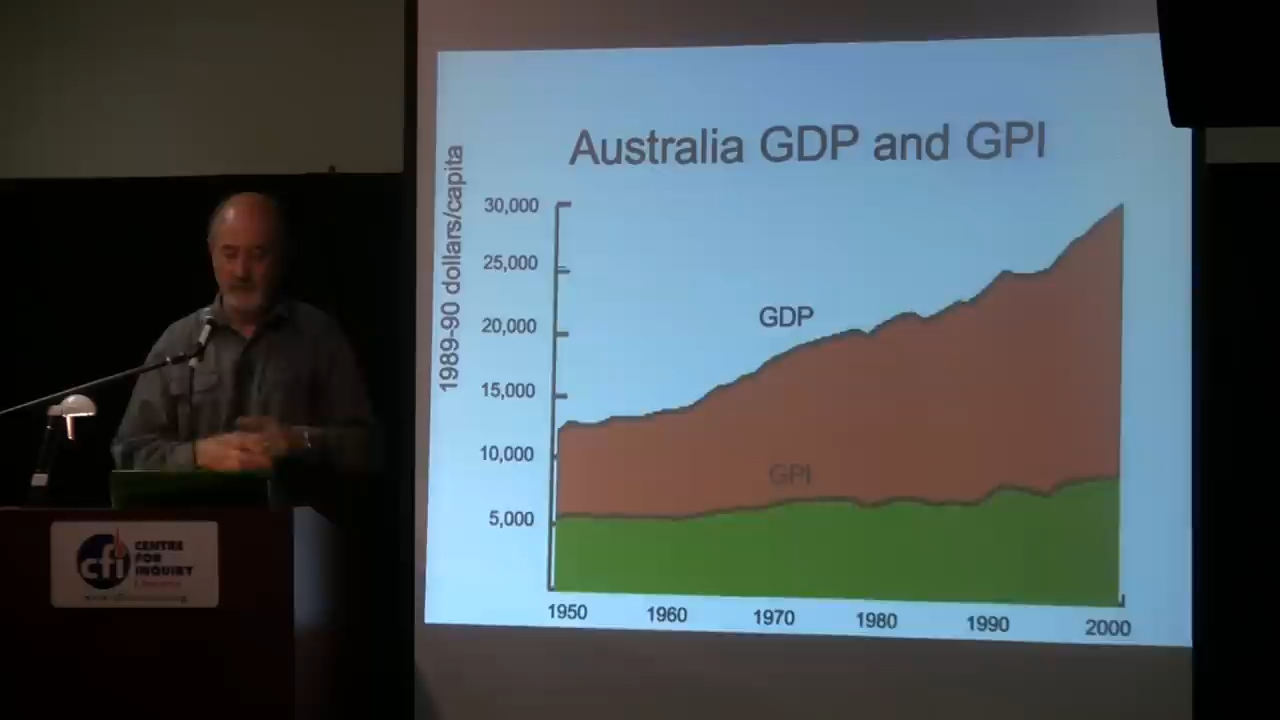 Australia GDP and GPI
1989-90 dollars/capita
30,000
25,000
20,000
15,000
10,000
5,000
GDP
GPI
1950 1960 1970 1980 1990 2000
cfi
CENTRE
FOR
INQUIRY